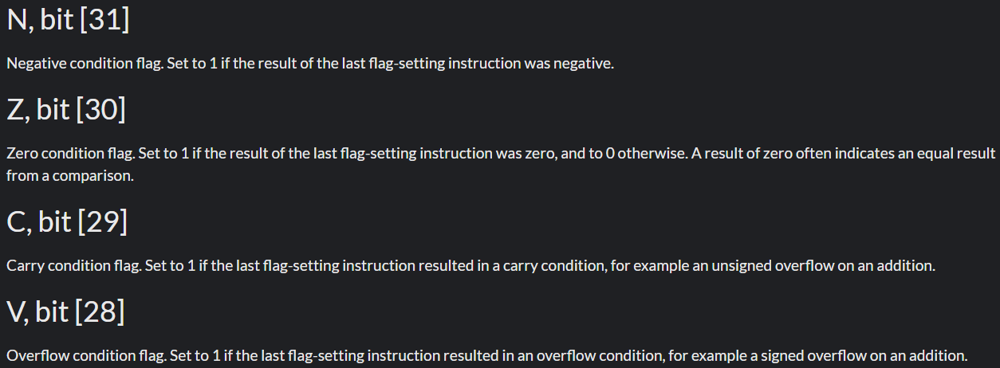 N, bit [31]
Negative condition flag. Set to 1 if the result of the last flag-setting instruction was negative.
Z, bit [30]
Zero condition flag. Set to 1 if the result of the last flag-setting instruction was zero, and to 0 otherwise. A result of zero often indicates an equal result
from a comparison.
C, bit [29]
Carry condition flag. Set to 1 if the last flag-setting instruction resulted in a carry condition, for example an unsigned overflow on an addition.
V, bit [28]
Overflow condition flag. Set to 1 if the last flag-setting instruction resulted in an overflow condition, for example a signed overflow on an addition.